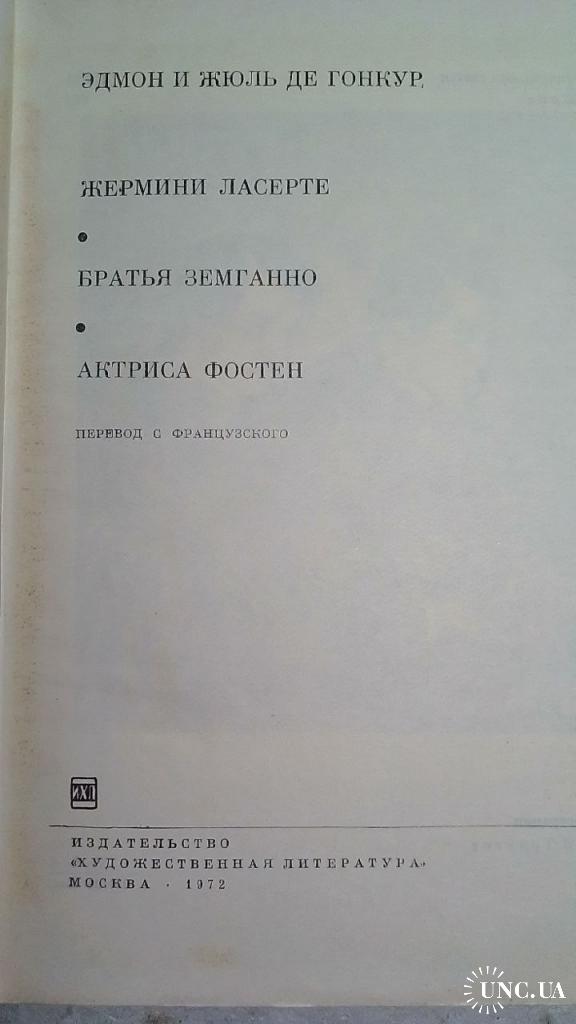 ЭДМОН И ЖЮЛЬ ДЕ ГОНКУР
ЖЕРМИНИ ЛАСЕРТЕ
•
БРАТЬЯ ЗЕМГАННО
•
АКТРИСА ФОСТЕН
ПЕРЕВОД С ФРАНЦУЗСКОГО
ИХЛ
ИЗДАТЕЛЬСТВО
«ХУДОЖЕСТВЕННАЯ ЛИТЕРАТУРА»
МОСКВА · 1972
UNC.UA